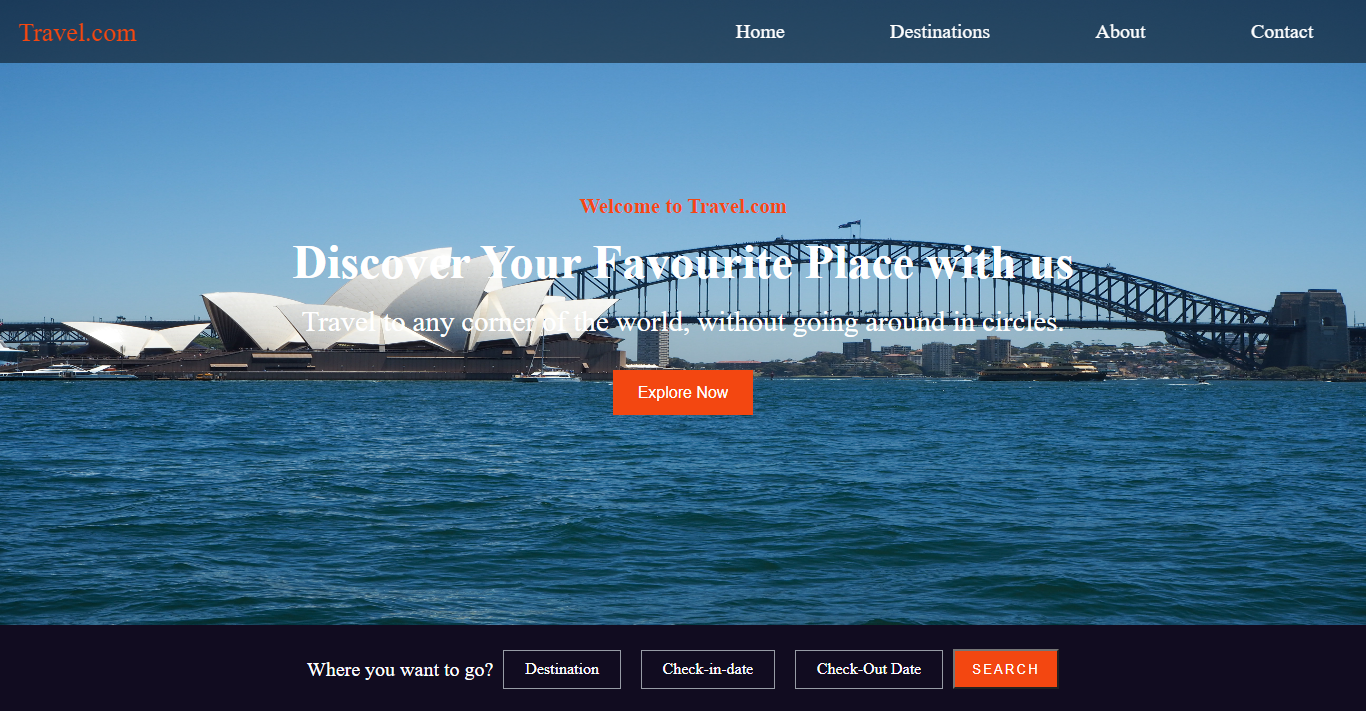 Travel.com Home Destinations About Contact
Welcome to Travel.com
Discover Your Favourite Place with us
Travel to any corner of the world, without going around in circles.
Explore Now
Where you want to go? Destination Check-in-date Check-Out Date SEARCH